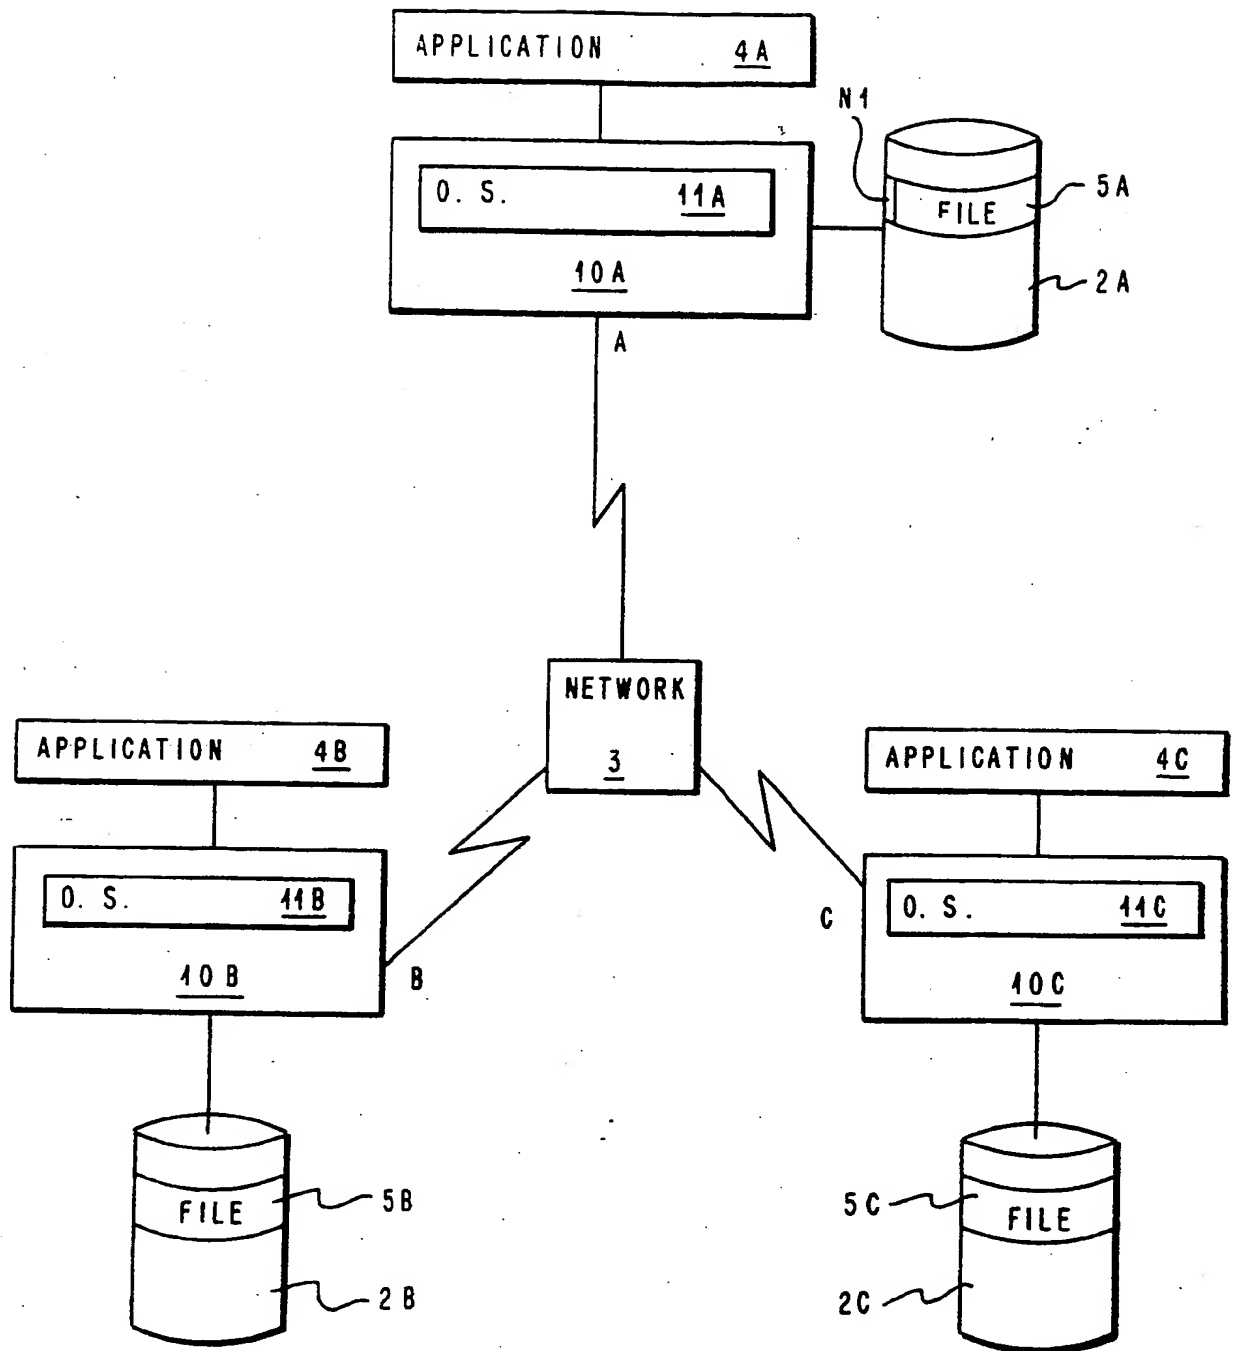 APPLICATION 4A
N1
O. S. 11A
FILE
5A
10A
2A
A
NETWORK
3
APPLICATION 4B
O. S. 11B
10B
B
FILE
5B
2B
APPLICATION 4C
C
O. S. 11C
10C
5C
FILE
2C